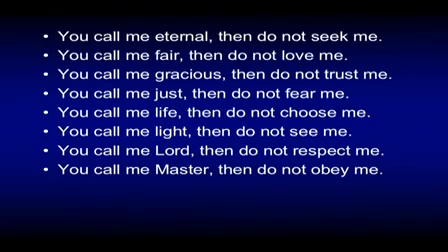 • You call me eternal, then do not seek me.
• You call me fair, then do not love me.
• You call me gracious, then do not trust me.
• You call me just, then do not fear me.
• You call me life, then do not choose me.
• You call me light, then do not see me.
• You call me Lord, then do not respect me.
• You call me Master, then do not obey me.